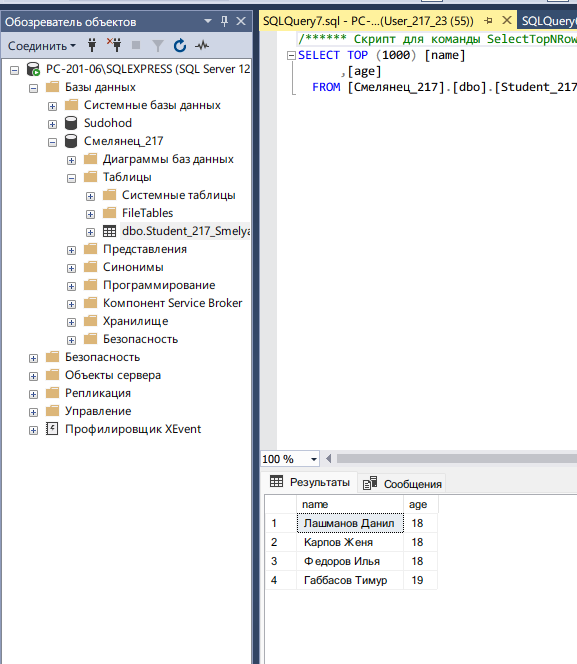 Обозреватель объектов
Соединить
PC-201-06\SQLEXPRESS (SQL Server 12
Базы данных
Системные базы данных
Sudohod
Смелянец_217
Диаграммы баз данных
Таблицы
Системные таблицы
FileTables
dbo.Student_217_Smelya
Представления
Синонимы
Программирование
Компонент Service Broker
Хранилище
Безопасность
Безопасность
Объекты сервера
Репликация
Управление
Профилировщик XEvent
SQLQuery7.sql - PC-...(User_217_23 (55)) SQLQuery6
/****** Скрипт для команды SelectTopNRow
SELECT TOP (1000) [name]
,[age]
FROM [Смелянец_217].[dbo].[Student_217
100 %
Результаты Сообщения
name age
1 Лашманов Данил 18
2 Карпов Женя 18
3 Федоров Илья 18
4 Габбасов Тимур 19